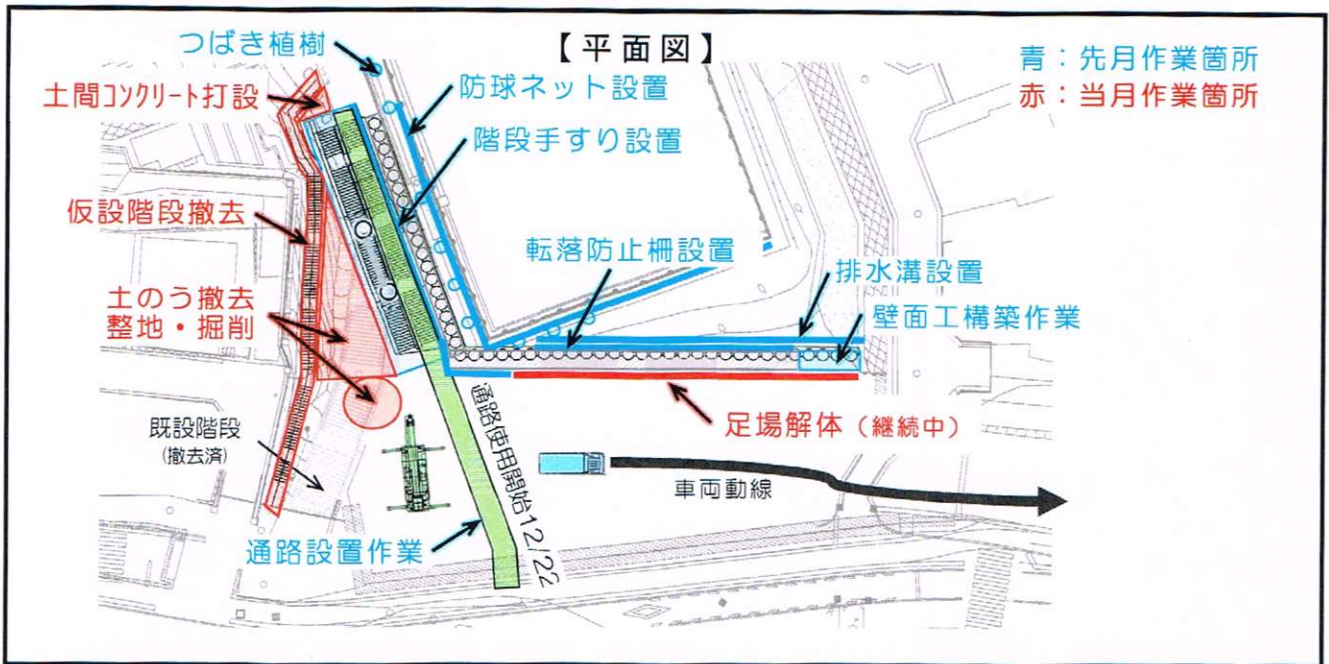 【平面図】
青：先月作業箇所
赤：当月作業箇所
つばき植樹
土間コンクリート打設
防球ネット設置
階段手すり設置
仮設階段撤去
転落防止柵設置
排水溝設置
土のう撤去
整地・掘削
壁面工構築作業
既設階段
(撤去済)
足場解体（継続中）
通路使用開始12/22
車両動線
通路設置作業